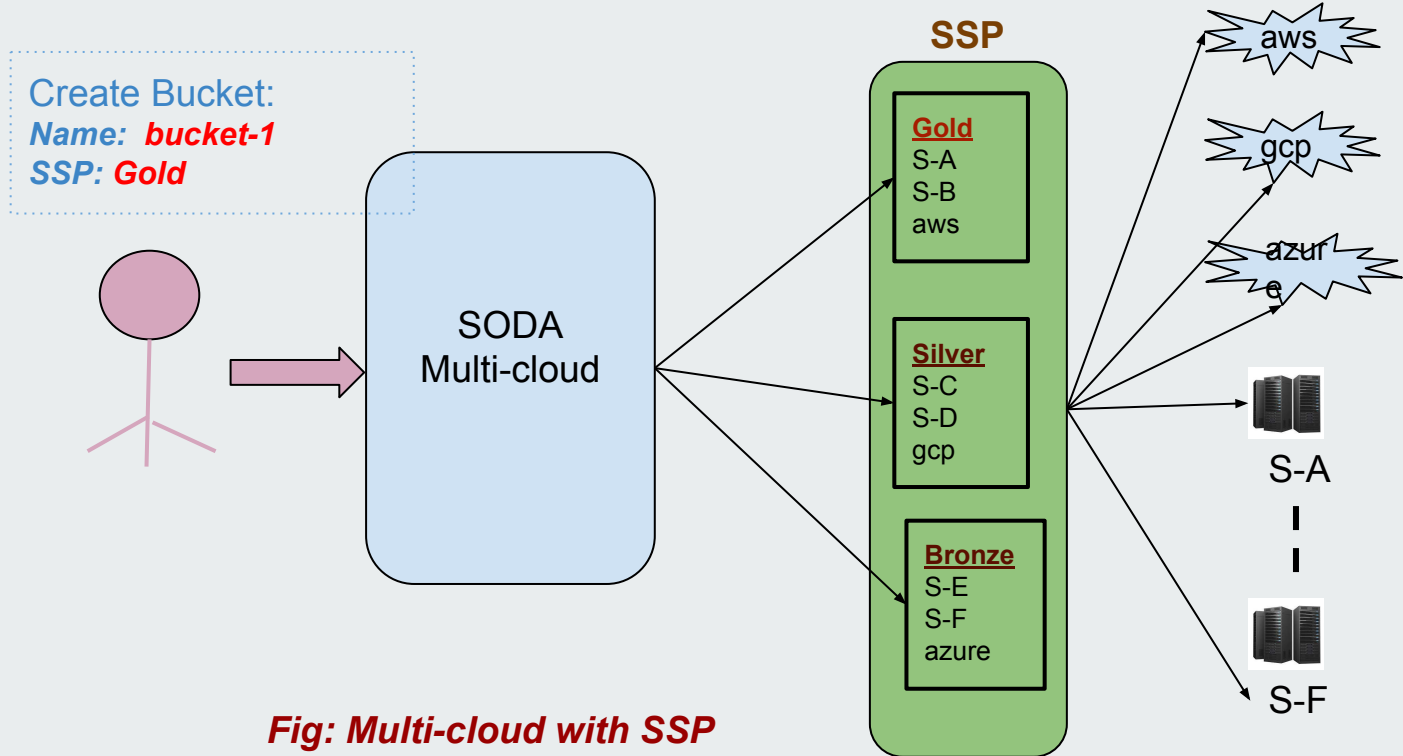 Create Bucket:
Name: bucket-1
SSP: Gold
SODA
Multi-cloud
SSP
Gold
S-A
S-B
aws
Silver
S-C
S-D
gcp
Bronze
S-E
S-F
azure
aws
gcp
azur
e
S-A
S-F
Fig: Multi-cloud with SSP